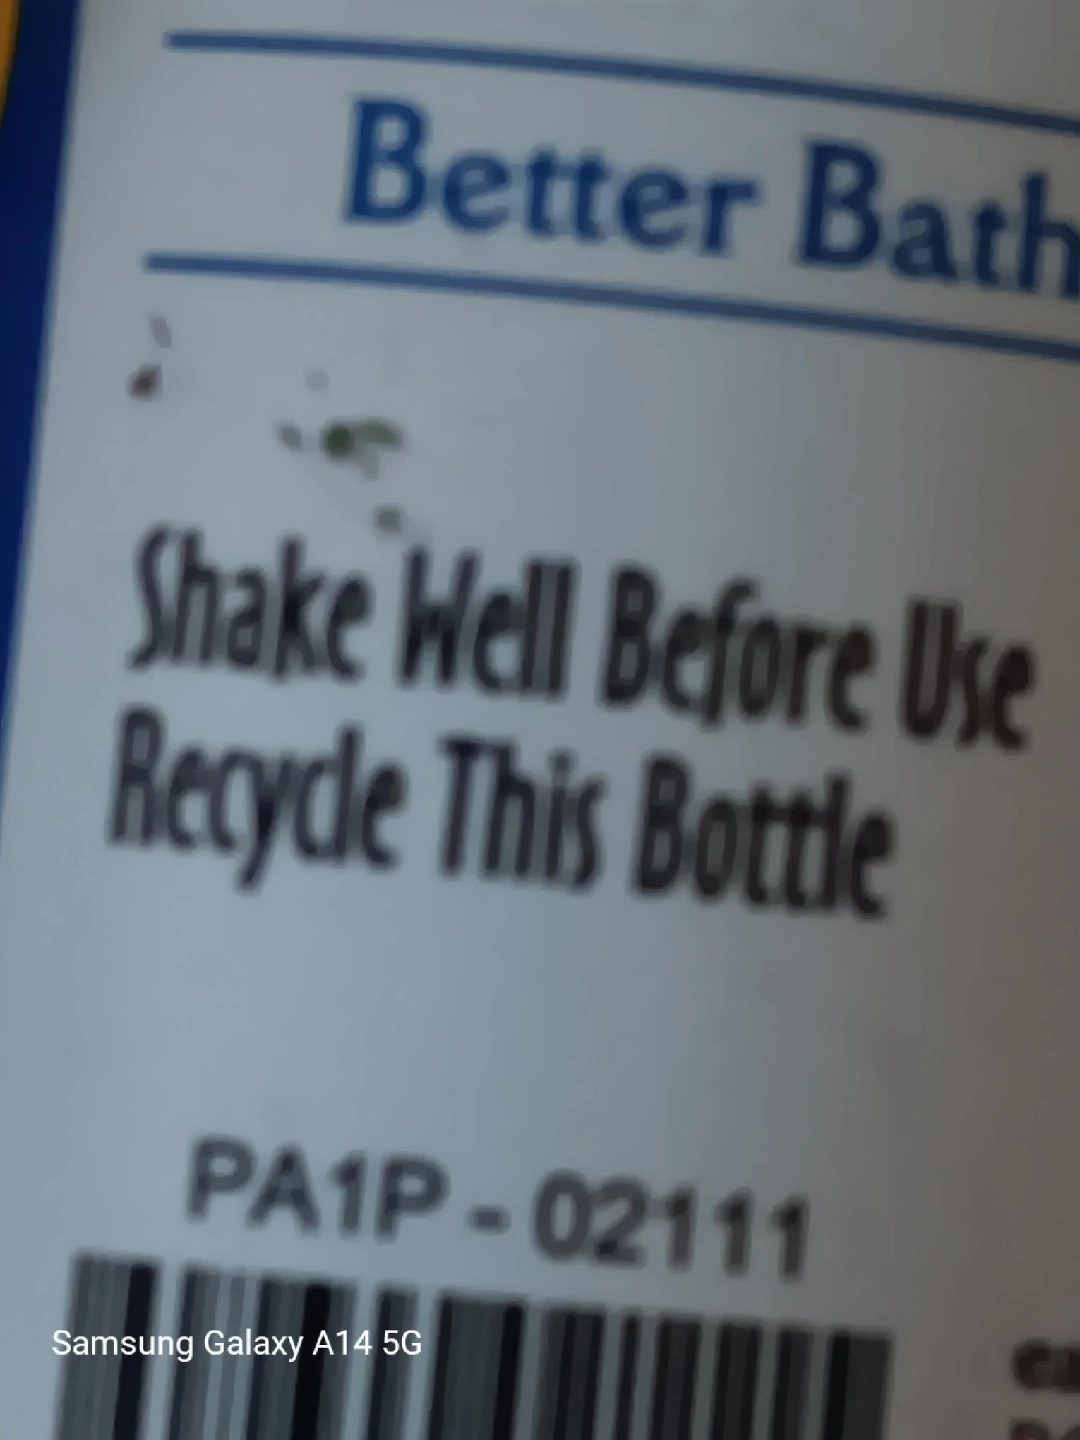 Better Bath
Shake Well Before Use
Recycle This Bottle
PA1P - 02111
Samsung Galaxy A14 5G